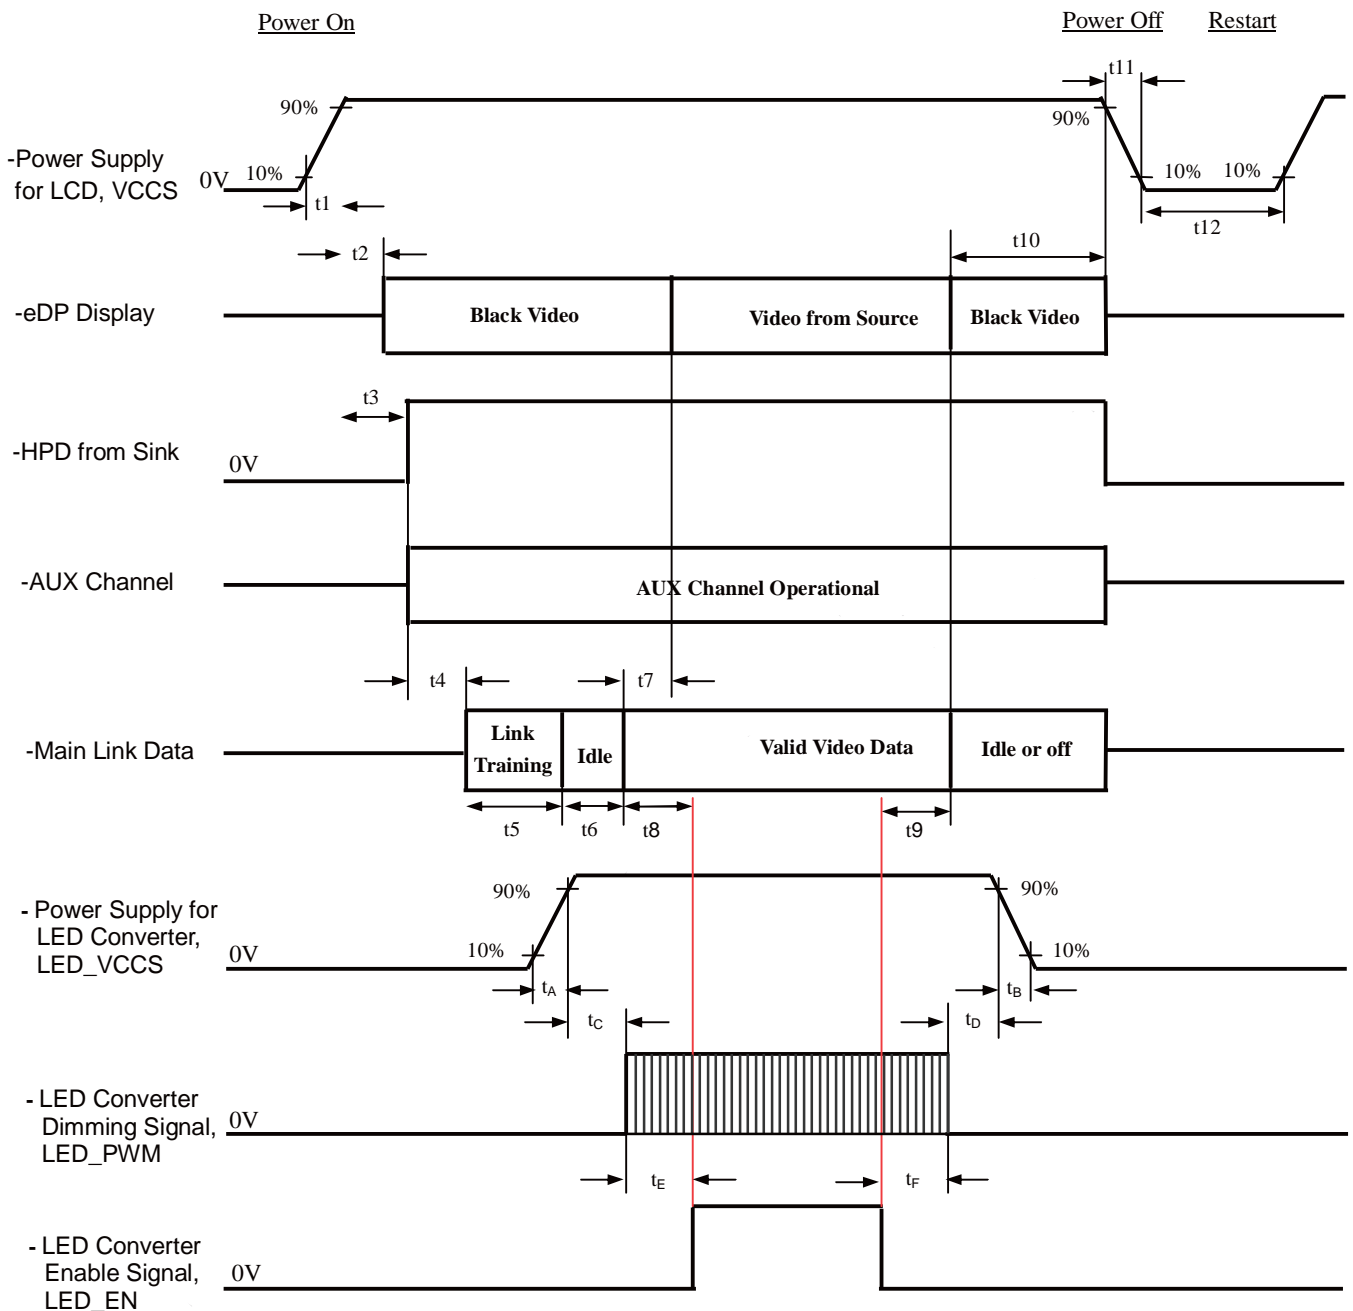 Power On
Power Off
Restart
t11
90%
90%
-Power Supply
for LCD, VCCS
0V
10%
10%
10%
t1
t12
t2
t10
-eDP Display
Black Video
Video from Source
Black Video
t3
-HPD from Sink
0V
-AUX Channel
AUX Channel Operational
t4
t7
-Main Link Data
Link
Training
Idle
Valid Video Data
Idle or off
t5
t6
t8
t9
90%
90%
- Power Supply for
LED Converter,
LED_VCCS
0V
10%
10%
tA
tB
tC
tD
- LED Converter
Dimming Signal,
LED_PWM
0V
tE
tF
- LED Converter
Enable Signal,
LED_EN
0V